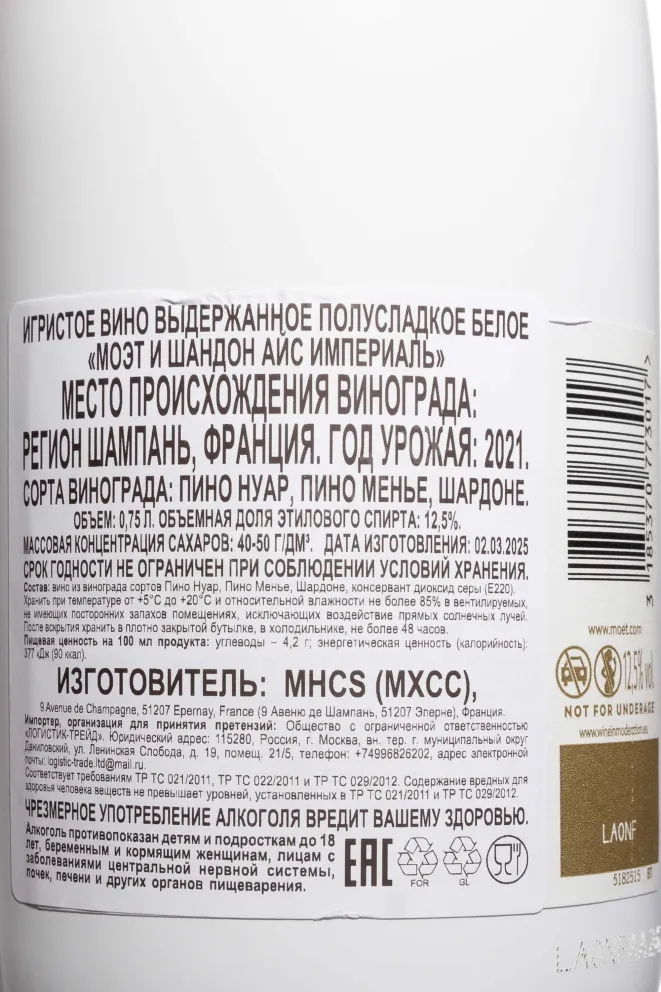 ИГРИСТОЕ ВИНО ВЫДЕРЖАННОЕ ПОЛУСЛАДКОЕ БЕЛОЕ
«МОЭТ И ШАНДОН АЙС ИМПЕРИАЛЬ»
МЕСТО ПРОИСХОЖДЕНИЯ ВИНОГРАДА:
РЕГИОН ШАМПАНЬ, ФРАНЦИЯ. ГОД УРОЖАЯ: 2021.
СОРТА ВИНОГРАДА: ПИНО НУАР, ПИНО МЕНЬЕ, ШАРДОНЕ.
ОБЪЕМ: 0,75 Л. ОБЪЕМНАЯ ДОЛЯ ЭТИЛОВОГО СПИРТА: 12,5%.
МАССОВАЯ КОНЦЕНТРАЦИЯ САХАРОВ: 40-50 Г/ДМ³. ДАТА ИЗГОТОВЛЕНИЯ: 02.03.2025
СРОК ГОДНОСТИ НЕ ОГРАНИЧЕН ПРИ СОБЛЮДЕНИИ УСЛОВИЙ ХРАНЕНИЯ.
Состав: вино из винограда сортов Пино Нуар, Пино Менье, Шардоне, консервант диоксид серы (Е220).
Хранить при температуре от +5°С до +20°С и относительной влажности не более 85% в вентилируемых,
не имеющих посторонних запахов помещениях, исключающих воздействие прямых солнечных лучей.
После вскрытия хранить в плотно закрытой бутылке, в холодильнике, не более 48 часов.
Пищевая ценность на 100 мл продукта: углеводы – 4,2 г; энергетическая ценность (калорийность):
377 кДж (90 ккал).
ИЗГОТОВИТЕЛЬ: MHCS (МХСС),
9 Avenue de Champagne, 51207 Epernay, France (9 Авеню де Шампань, 51207 Эперне), Франция.
Импортер, организация для принятия претензий: Общество с ограниченной ответственностью
«ЛОГИСТИК-ТРЕЙД». Юридический адрес: 115280, Россия, г. Москва, вн. тер. г. муниципальный округ
Даниловский, ул. Ленинская Слобода, д. 19, помещ. 21/5, телефон: +74996826202, адрес электронной
почты: logistic-trade.ltd@mail.ru.
Соответствует требованиям ТР ТС 021/2011, ТР ТС 022/2011 и ТР ТС 029/2012. Содержание вредных для
здоровья человека веществ не превышает уровней, установленных в ТР ТС 021/2011 и ТР ТС 029/2012.
ЧРЕЗМЕРНОЕ УПОТРЕБЛЕНИЕ АЛКОГОЛЯ ВРЕДИТ ВАШЕМУ ЗДОРОВЬЮ.
Алкоголь противопоказан детям и подросткам до 18
лет, беременным и кормящим женщинам, лицам с
заболеваниями центральной нервной системы,
почек, печени и других органов пищеварения.
EAC
FOR
GL
3 185370 773017 >
www.moet.com
12,5% vol
NOT FOR UNDERAGE
www.wineinmoderation.eu
LAONF
5182515 BT